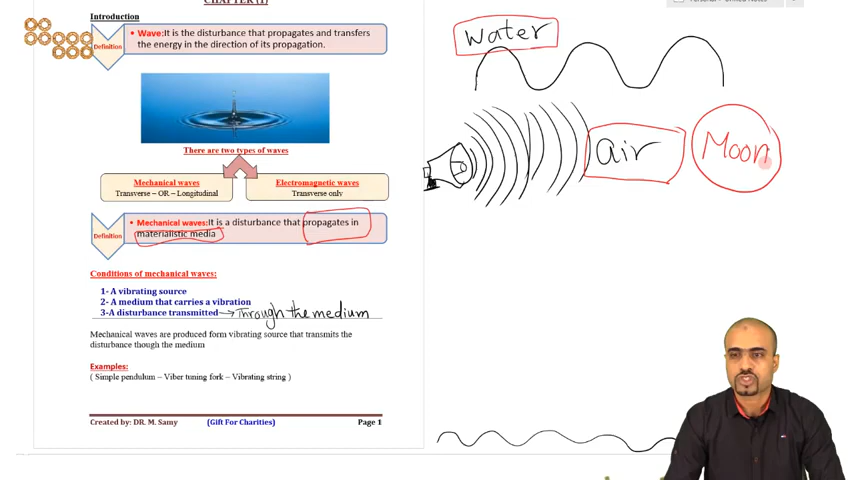 CHAPTER (1)
Introduction
Definition
• Wave:It is the disturbance that propagates and transfers
the energy in the direction of its propagation.
There are two types of waves
Mechanical waves
Transverse – OR – Longitudinal
Electromagnetic waves
Transverse only
Definition
• Mechanical waves:It is a disturbance that propagates in
materialistic media
Conditions of mechanical waves:
1- A vibrating source
2- A medium that carries a vibration
3-A disturbance transmitted → Through the medium
Mechanical waves are produced form vibrating source that transmits the
disturbance though the medium
Examples:
( Simple pendulum – Viber tuning fork – Vibrating string )
Created by: DR. M. Samy (Gift For Charities) Page 1
water
air
Moon